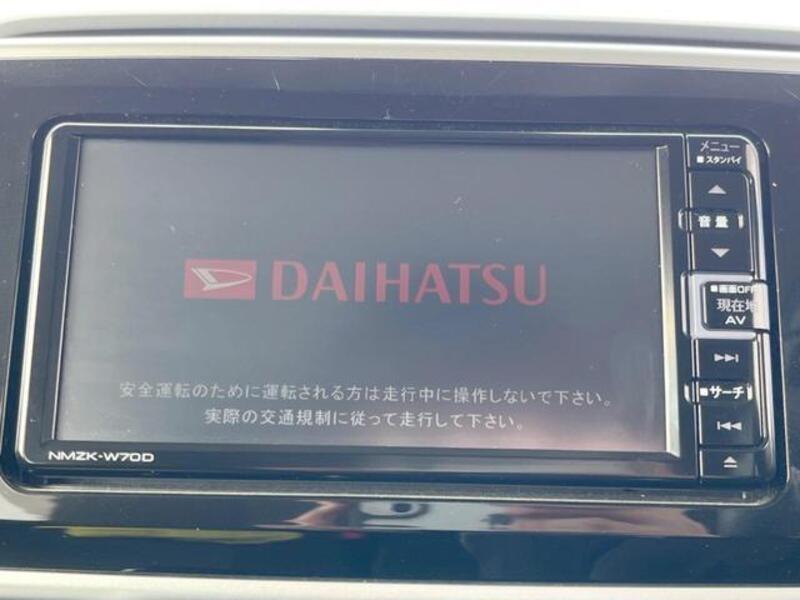 メニュー
■ スタンバイ
音量
■画面OFF
現在地
AV
DAIHATSU
■サーチ
安全運転のために運転される方は走行中に操作しないで下さい。
実際の交通規制に従って走行して下さい。
NMZK-W70D